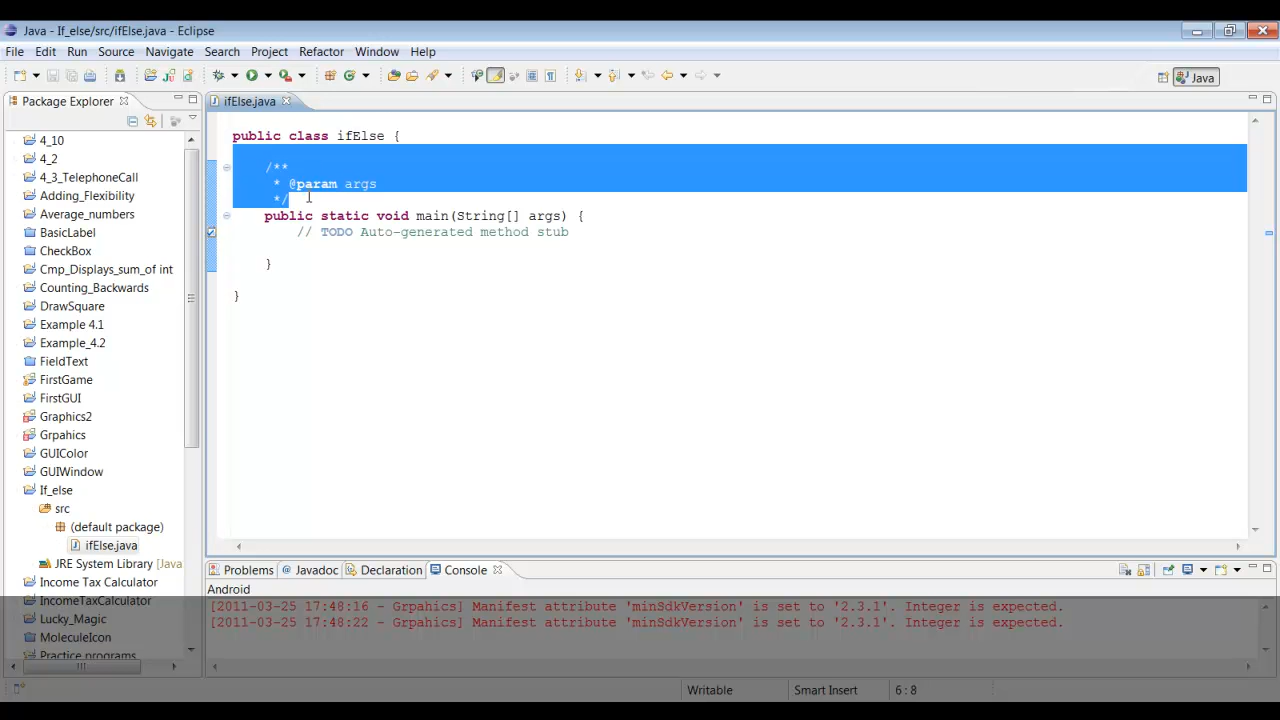 Java - If_else/src/ifElse.java - Eclipse
File Edit Run Source Navigate Search Project Refactor Window Help
Java
Package Explorer
ifElse.java
4_10
4_2
4_3_TelephoneCall
Adding_Flexibility
Average_numbers
BasicLabel
CheckBox
Cmp_Displays_sum_of int
Counting_Backwards
DrawSquare
Example 4.1
Example_4.2
FieldText
FirstGame
FirstGUI
Graphics2
Grpahics
GUIColor
GUIWindow
If_else
src
(default package)
ifElse.java
JRE System Library [Java
Income Tax Calculator
IncomeTaxCalculator
Lucky_Magic
MoleculeIcon
Practice programs
public class ifElse {
/**
* @param args
*/
public static void main(String[] args) {
// TODO Auto-generated method stub
}
}
Problems Javadoc Declaration Console
Android
[2011-03-25 17:48:16 - Grpahics] Manifest attribute 'minSdkVersion' is set to '2.3.1'. Integer is expected.
[2011-03-25 17:48:22 - Grpahics] Manifest attribute 'minSdkVersion' is set to '2.3.1'. Integer is expected.
Writable Smart Insert 6 : 8